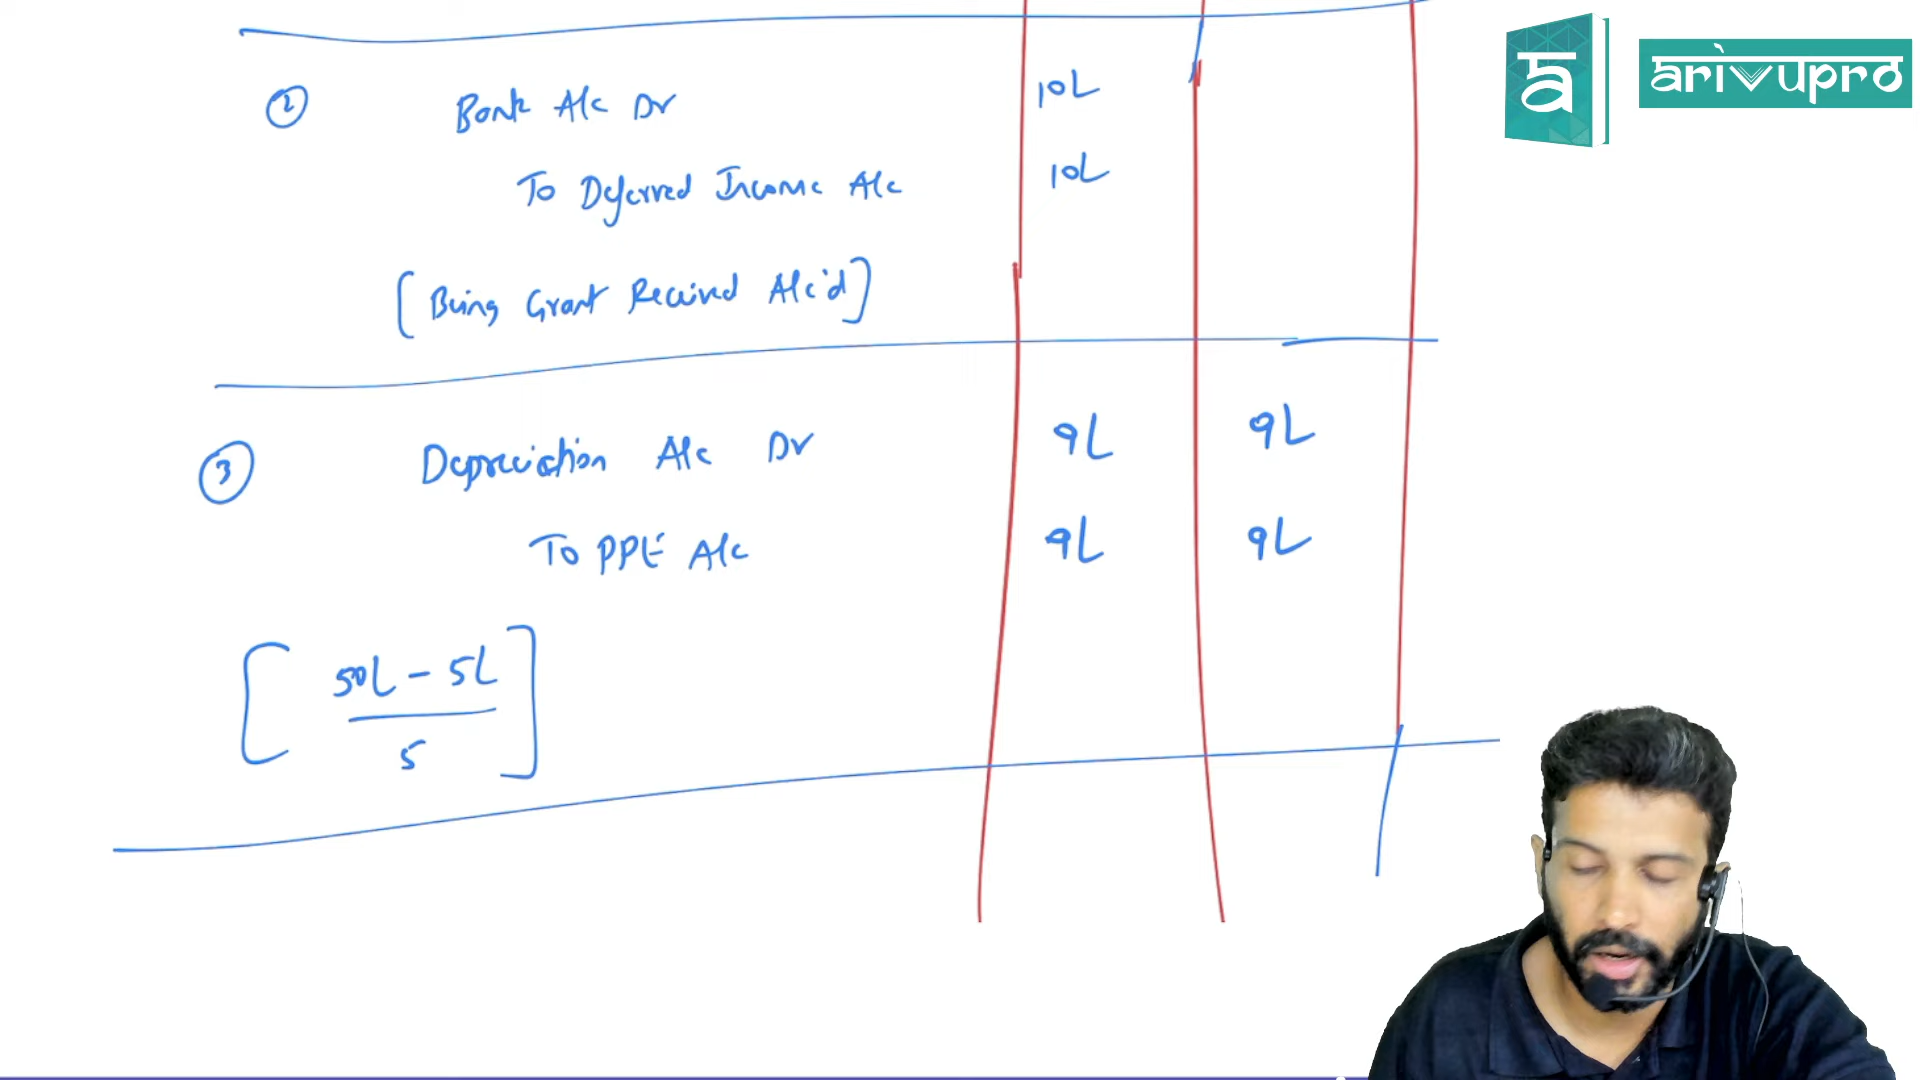 a arivupro
2 Bank A/c Dr 10L
To Deferred Income A/c 10L
[Being Grant Received A/c'd]
3 Depreciation A/c Dr 9L 9L
To PPE A/c 9L 9L
[50L - 5L
5]